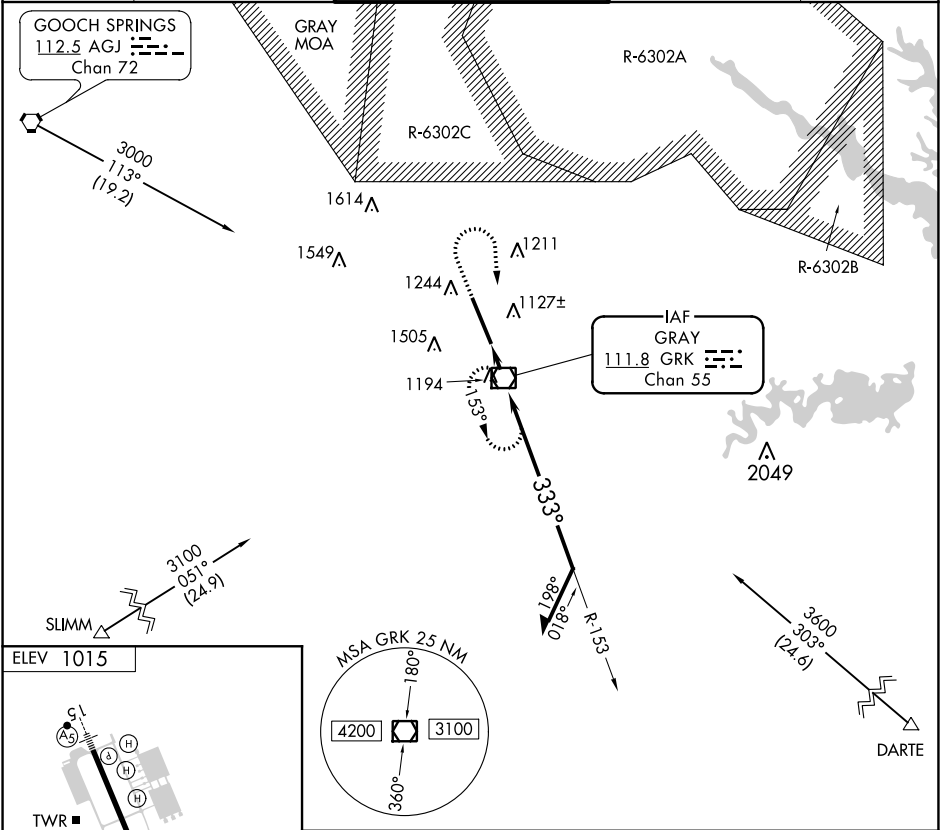 GOOCH SPRINGS
112.5 AGJ
Chan 72
GRAY
MOA
R-6302A
R-6302C
R-6302B
3000
113°
(19.2)
1614
1549
1211
1244
1127±
1505
1194
IAF
GRAY
111.8 GRK
Chan 55
153°
2049
333°
3100
051°
(24.9)
SLIMM
198°
018°
R-153
3600
303°
(24.6)
DARTE
ELEV 1015
MSA GRK 25 NM
180°
4200
3100
360°
15
A5
P
H
H
H
TWR